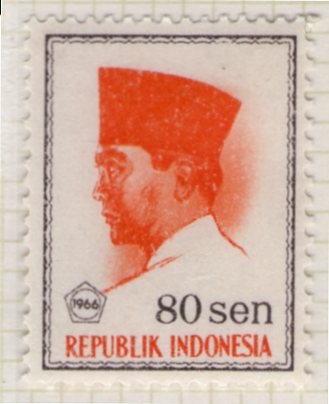 1966
80 sen
REPUBLIK INDONESIA